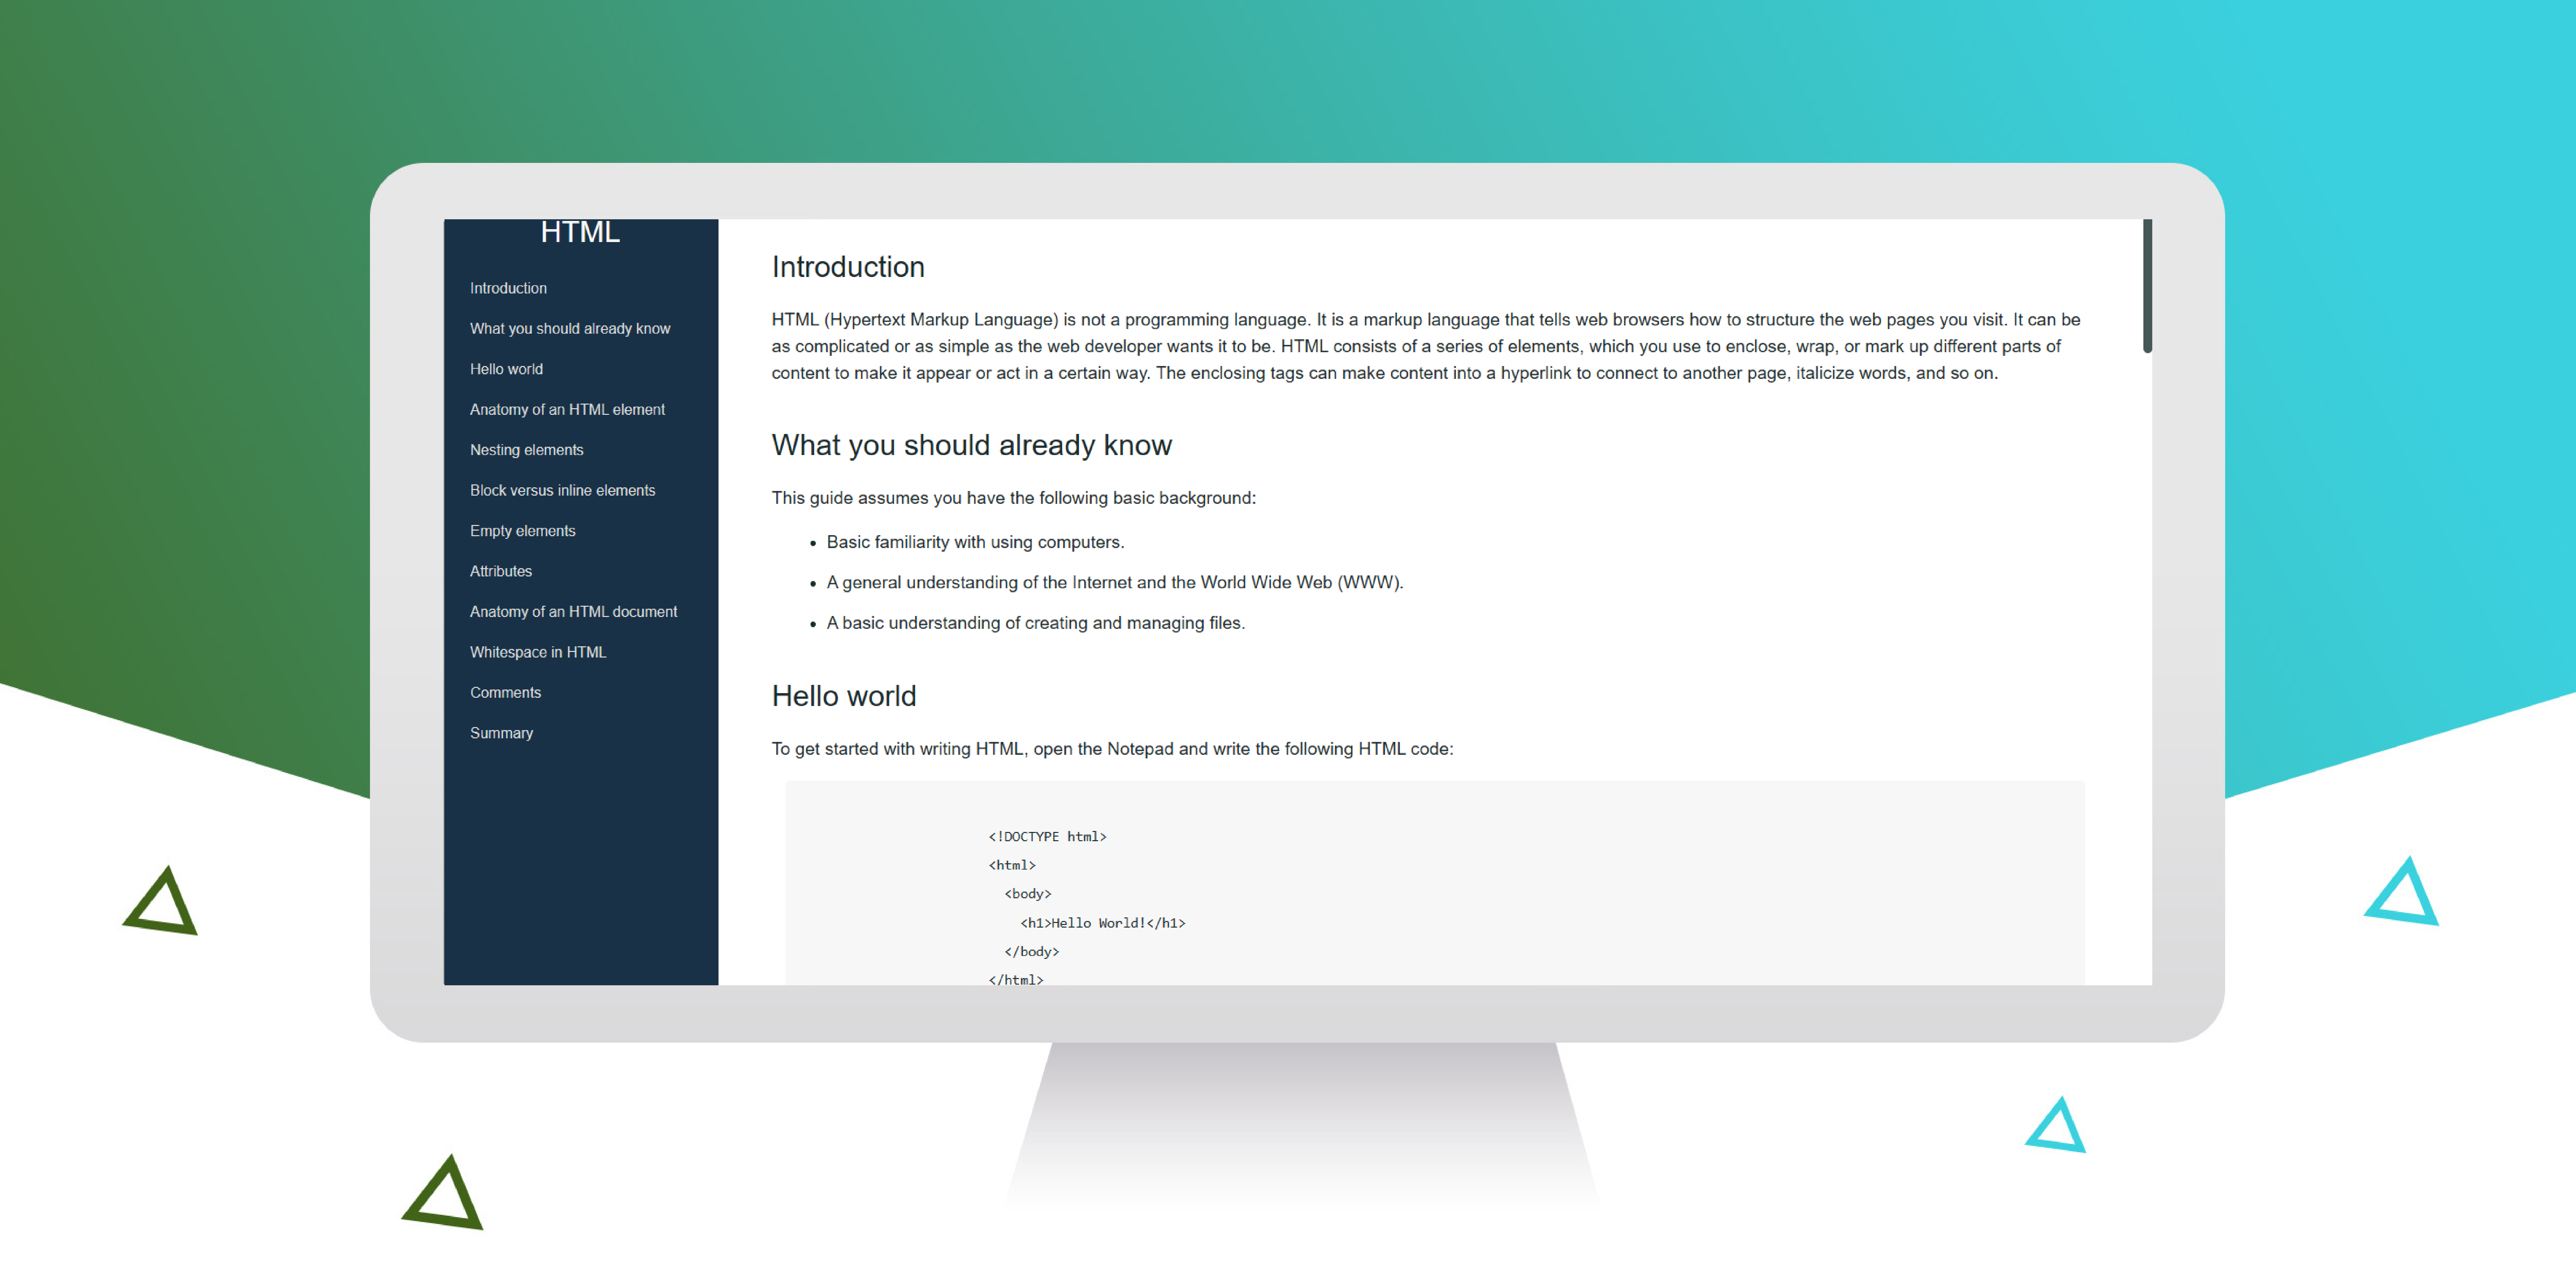 HTML
Introduction
What you should already know
Hello world
Anatomy of an HTML element
Nesting elements
Block versus inline elements
Empty elements
Attributes
Anatomy of an HTML document
Whitespace in HTML
Comments
Summary
Introduction
HTML (Hypertext Markup Language) is not a programming language. It is a markup language that tells web browsers how to structure the web pages you visit. It can be
as complicated or as simple as the web developer wants it to be. HTML consists of a series of elements, which you use to enclose, wrap, or mark up different parts of
content to make it appear or act in a certain way. The enclosing tags can make content into a hyperlink to connect to another page, italicize words, and so on.
What you should already know
This guide assumes you have the following basic background:
• Basic familiarity with using computers.
• A general understanding of the Internet and the World Wide Web (WWW).
• A basic understanding of creating and managing files.
Hello world
To get started with writing HTML, open the Notepad and write the following HTML code:
<!DOCTYPE html>
<html>
<body>
<h1>Hello World!</h1>
</body>
</html>